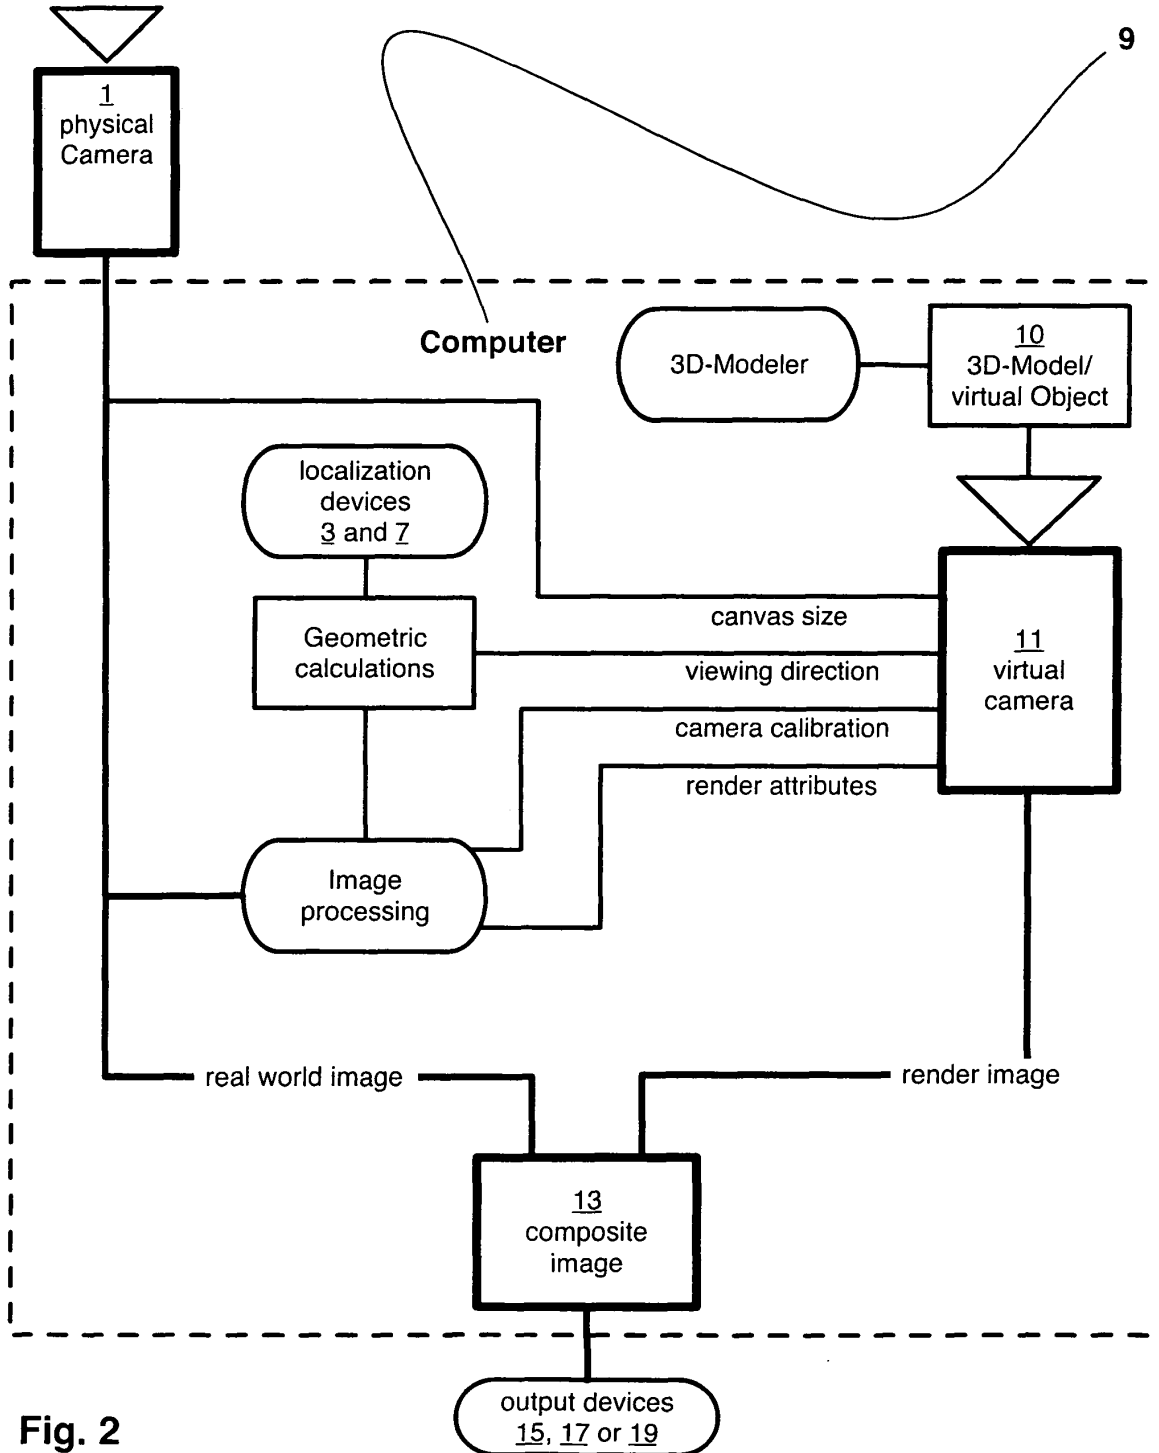 9
1
physical
Camera
Computer
3D-Modeler
10
3D-Model/
virtual Object
localization
devices
3 and 7
Geometric
calculations
canvas size
viewing direction
camera calibration
render attributes
11
virtual
camera
Image
processing
real world image
render image
13
composite
image
output devices
15, 17 or 19
Fig. 2